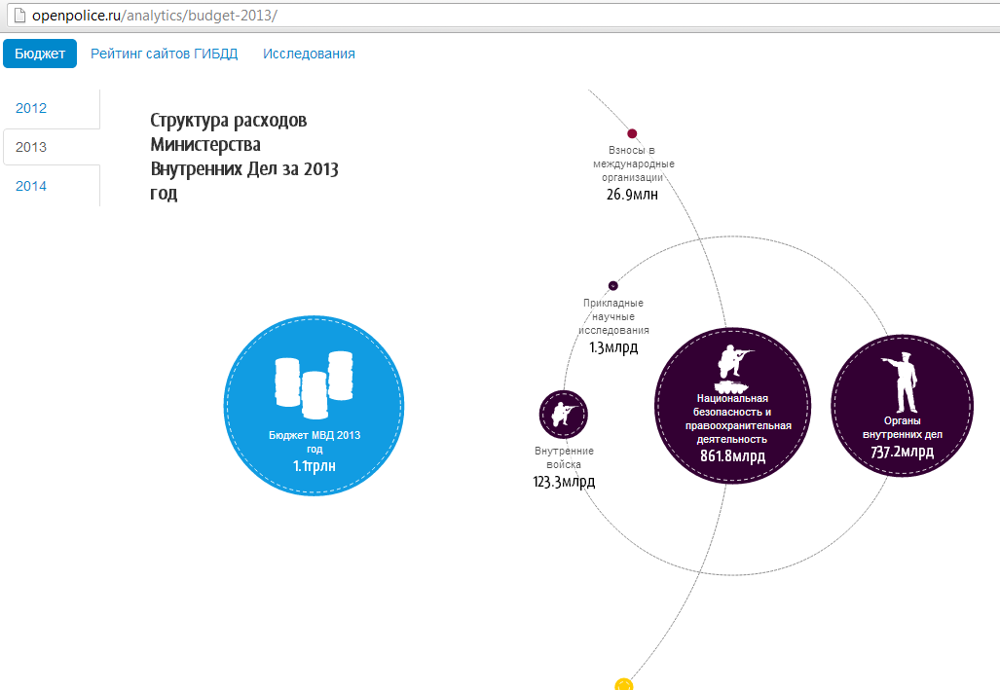 openpolice.ru/analytics/budget-2013/
Бюджет
Рейтинг сайтов ГИБДД
Исследования
2012
2013
2014
Структура расходов
Министерства
Внутренних Дел за 2013
год
Взносы в
международные
организации
26.9млн
Прикладные
научные
исследования
1.3млрд
Внутренние
войска
123.3млрд
Национальная
безопасность и
правоохранительная
деятельность
861.8млрд
Органы
внутренних дел
737.2млрд
Бюджет МВД 2013
год
1.1трлн